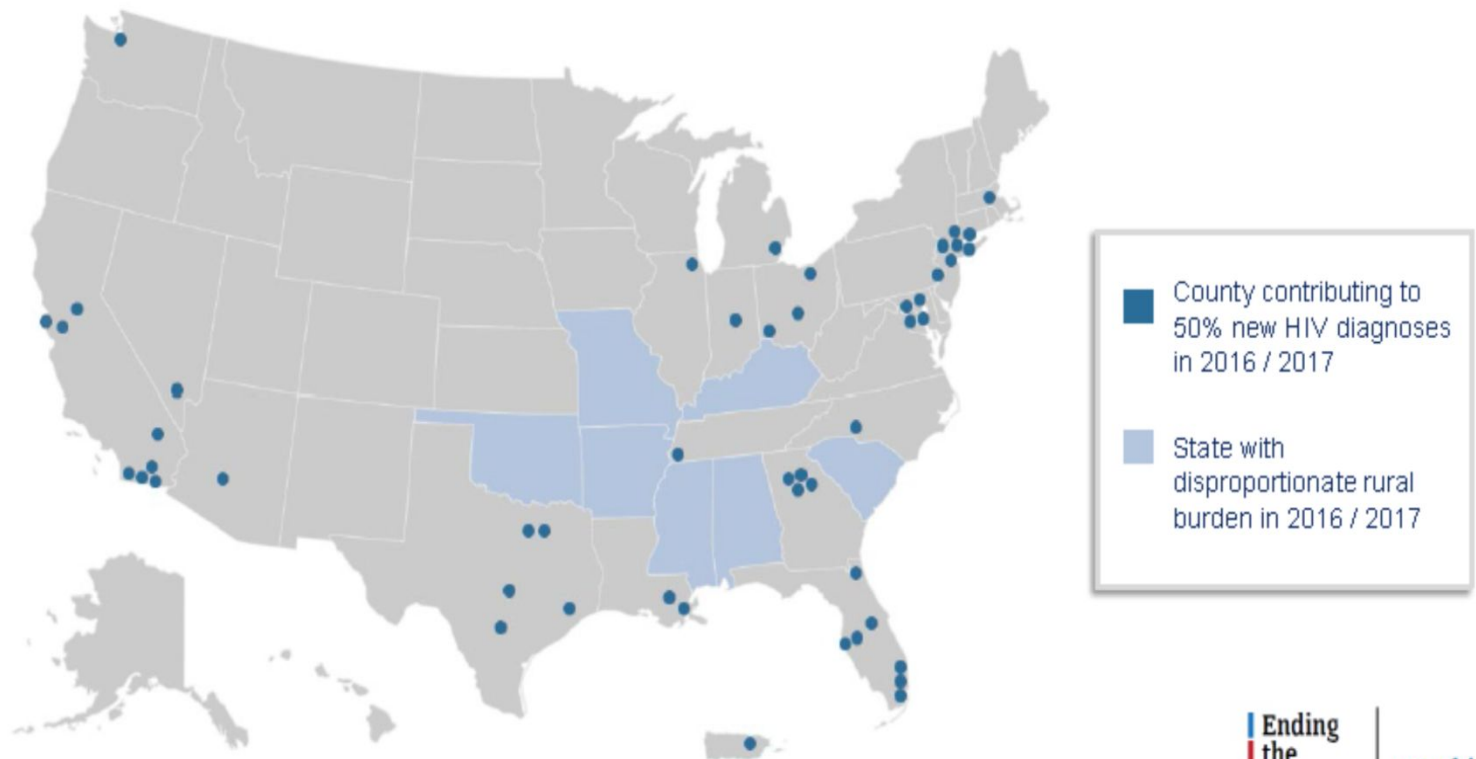 County contributing to
50% new HIV diagnoses
in 2016 / 2017
State with
disproportionate rural
burden in 2016 / 2017
Ending
the